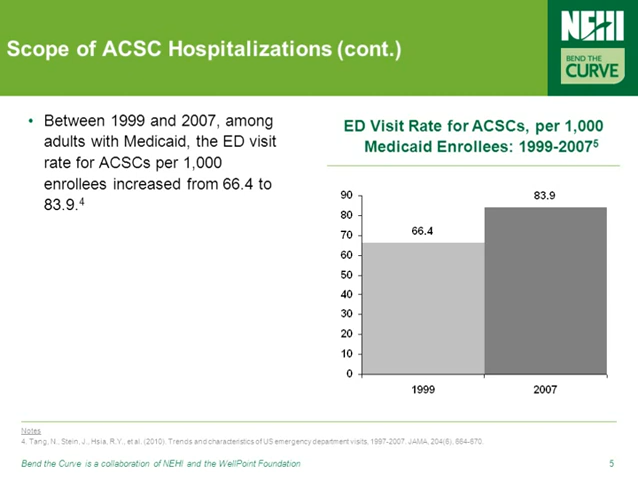 Scope of ACSC Hospitalizations (cont.)
NEHI
BEND THE
CURVE
• Between 1999 and 2007, among
adults with Medicaid, the ED visit
rate for ACSCs per 1,000
enrollees increased from 66.4 to
83.9.4
ED Visit Rate for ACSCs, per 1,000
Medicaid Enrollees: 1999-20075
90
80
70
60
50
40
30
20
10
0
66.4
83.9
1999
2007
Notes
4. Tang, N., Stein, J., Hsia, R.Y., et al. (2010). Trends and characteristics of US emergency department visits, 1997-2007. JAMA, 204(6), 664-670.
Bend the Curve is a collaboration of NEHI and the WellPoint Foundation
5